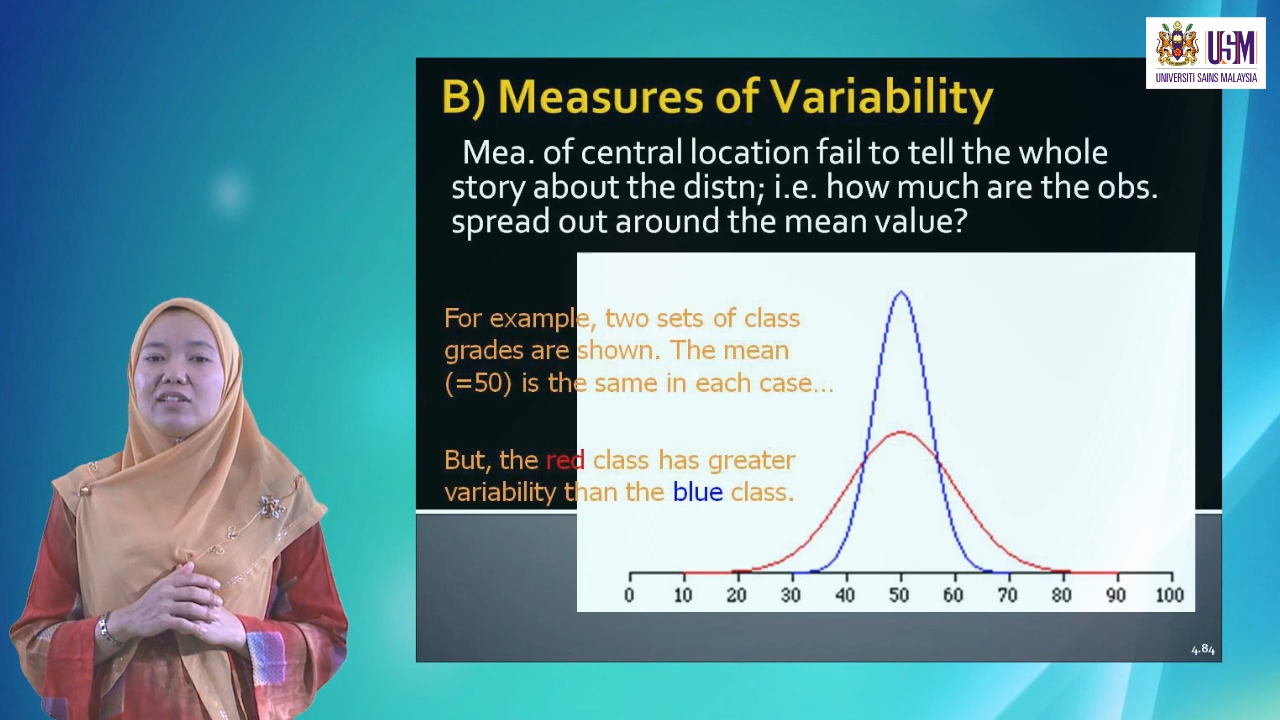 USM
UNIVERSITI SAINS MALAYSIA
B) Measures of Variability
Mea. of central location fail to tell the whole
story about the distn; i.e. how much are the obs.
spread out around the mean value?
For example, two sets of class
grades are shown. The mean
(=50) is the same in each case...
But, the red class has greater
variability than the blue class.
0 10 20 30 40 50 60 70 80 90 100
4.84